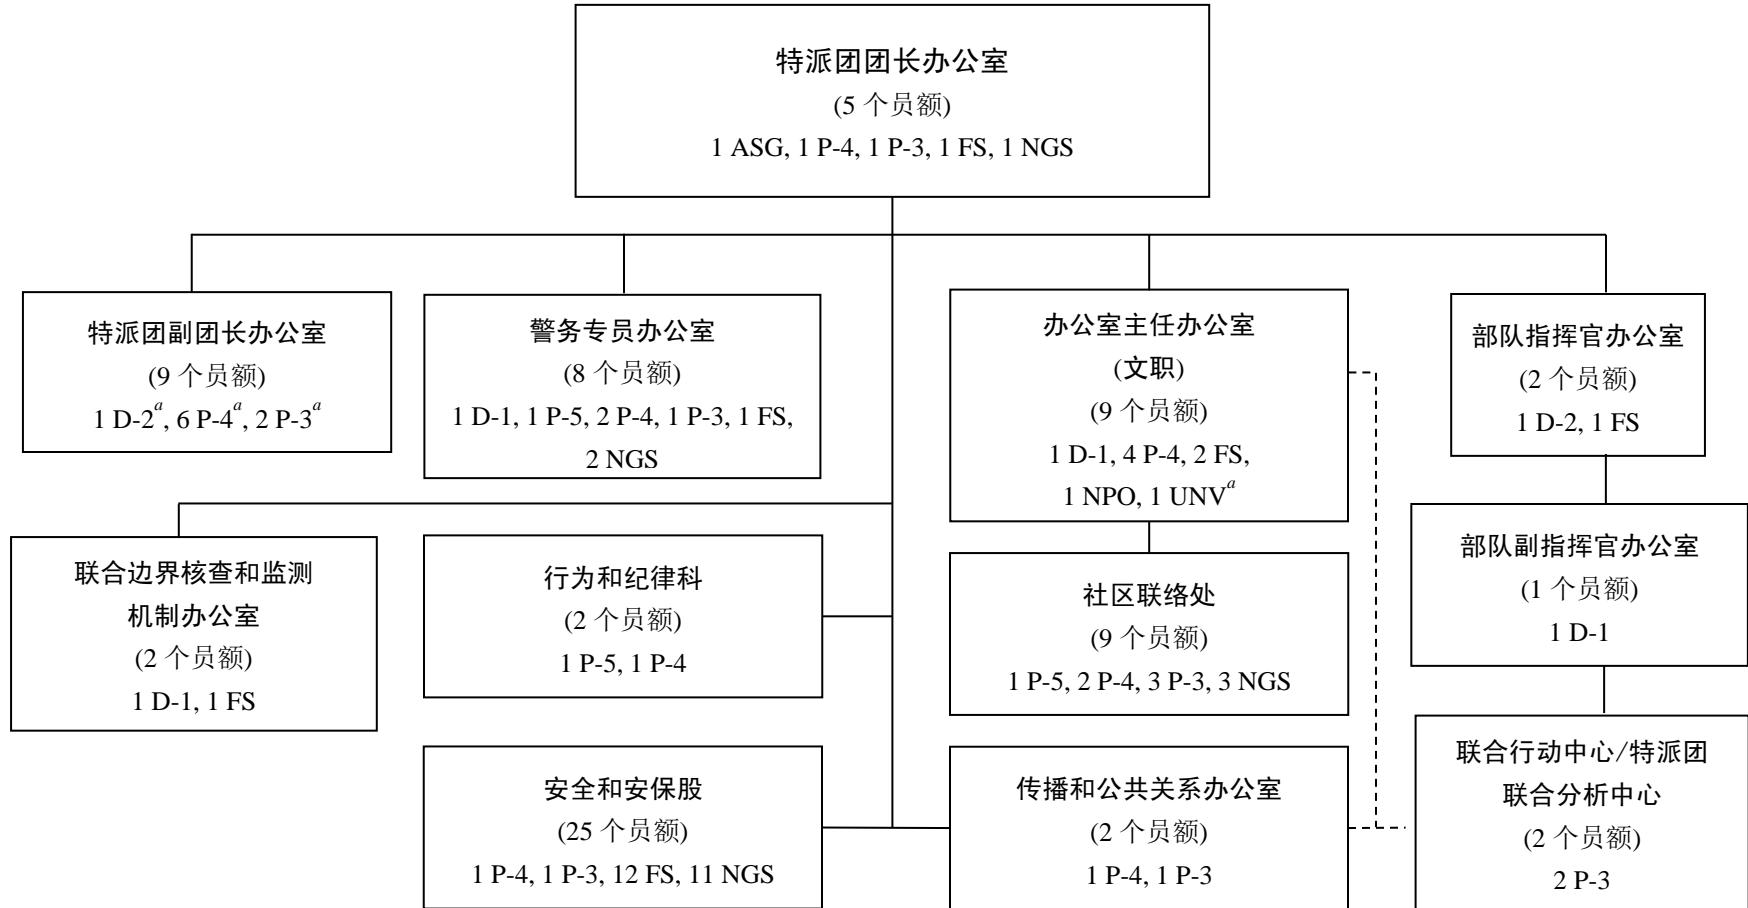 特派团团长办公室
(5 个员额)
1 ASG, 1 P-4, 1 P-3, 1 FS, 1 NGS
特派团副团长办公室
(9 个员额)
1 D-2a, 6 P-4a, 2 P-3a
警务专员办公室
(8 个员额)
1 D-1, 1 P-5, 2 P-4, 1 P-3, 1 FS,
2 NGS
办公室主任办公室
(文职)
(9 个员额)
1 D-1, 4 P-4, 2 FS,
1 NPO, 1 UNVa
部队指挥官办公室
(2 个员额)
1 D-2, 1 FS
联合边界核查和监测
机制办公室
(2 个员额)
1 D-1, 1 FS
行为和纪律科
(2 个员额)
1 P-5, 1 P-4
社区联络处
(9 个员额)
1 P-5, 2 P-4, 3 P-3, 3 NGS
部队副指挥官办公室
(1 个员额)
1 D-1
安全和安保股
(25 个员额)
1 P-4, 1 P-3, 12 FS, 11 NGS
传播和公共关系办公室
(2 个员额)
1 P-4, 1 P-3
联合行动中心/特派团
联合分析中心
(2 个员额)
2 P-3